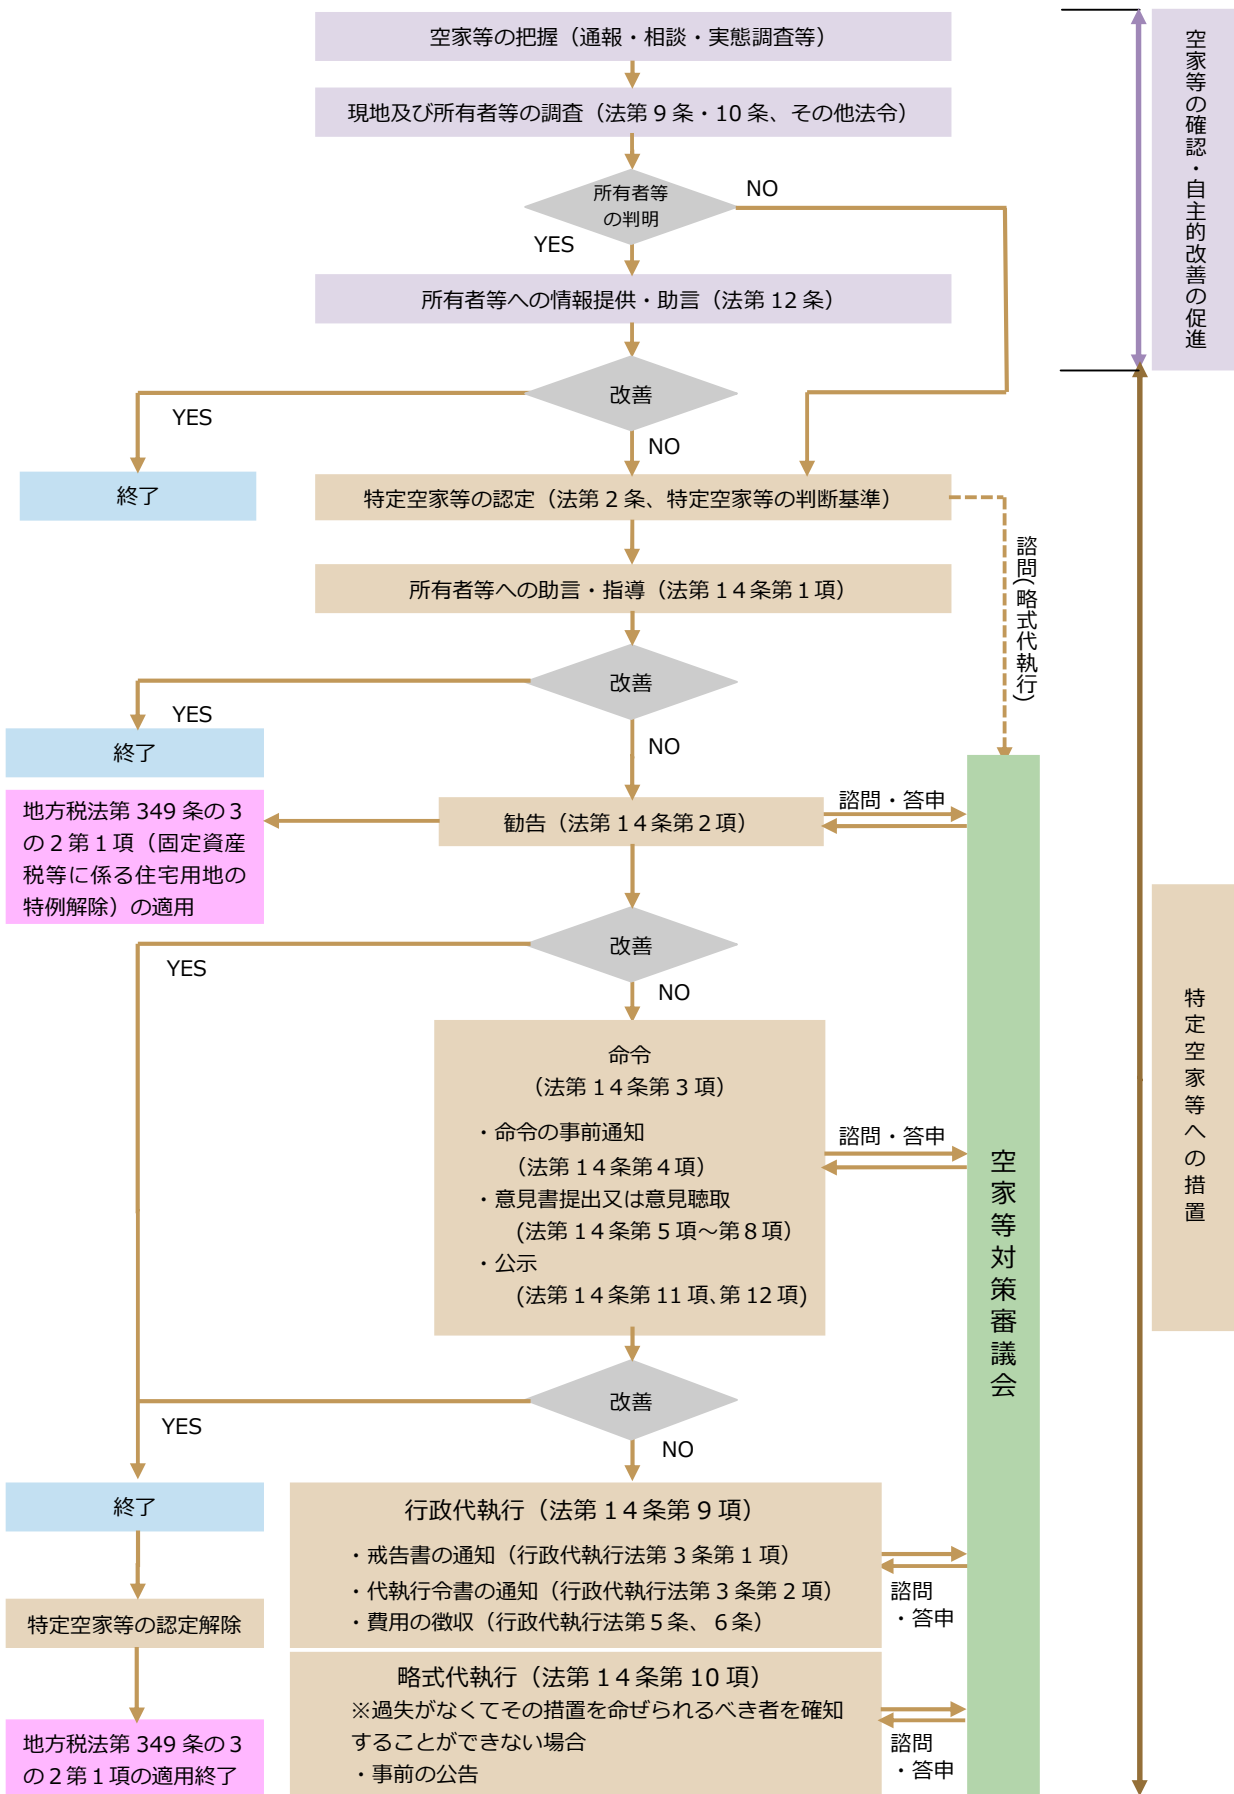 空家等の把握（通報・相談・実態調査等）
現地及び所有者等の調査（法第９条・10 条、その他法令）
所有者等
の判明
NO
YES
所有者等への情報提供・助言（法第 12 条）
空家等の確認・自主的改善の促進
改善
YES
NO
終了
特定空家等の認定（法第２条、特定空家等の判断基準）
諮問(略式代執行)
所有者等への助言・指導（法第１４条第１項）
改善
YES
NO
終了
地方税法第 349 条の３
の２第１項（固定資産
税等に係る住宅用地の
特例解除）の適用
勧告（法第１４条第２項）
諮問・答申
改善
YES
NO
命令
（法第１４条第３項）
・命令の事前通知
（法第１４条第４項）
・意見書提出又は意見聴取
(法第１４条第５項～第８項）
・公示
(法第１４条第 11 項、第 12 項)
諮問・答申
空家等対策審議会
特定空家等への措置
改善
YES
NO
終了
特定空家等の認定解除
地方税法第 349 条の３
の２第１項の適用終了
行政代執行（法第１４条第９項）
・戒告書の通知（行政代執行法第３条第１項）
・代執行令書の通知（行政代執行法第３条第２項）
・費用の徴収（行政代執行法第５条、６条）
諮問
・答申
略式代執行（法第１４条第 10 項）
※過失がなくてその措置を命ぜられるべき者を確知
することができない場合
・事前の公告
諮問
・答申